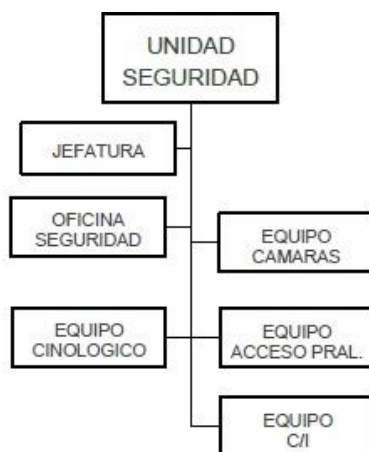 UNIDAD
SEGURIDAD
JEFATURA
OFICINA
SEGURIDAD
EQUIPO
CAMARAS
EQUIPO
CINOLOGICO
EQUIPO
ACCESO PRAL.
EQUIPO
C/I